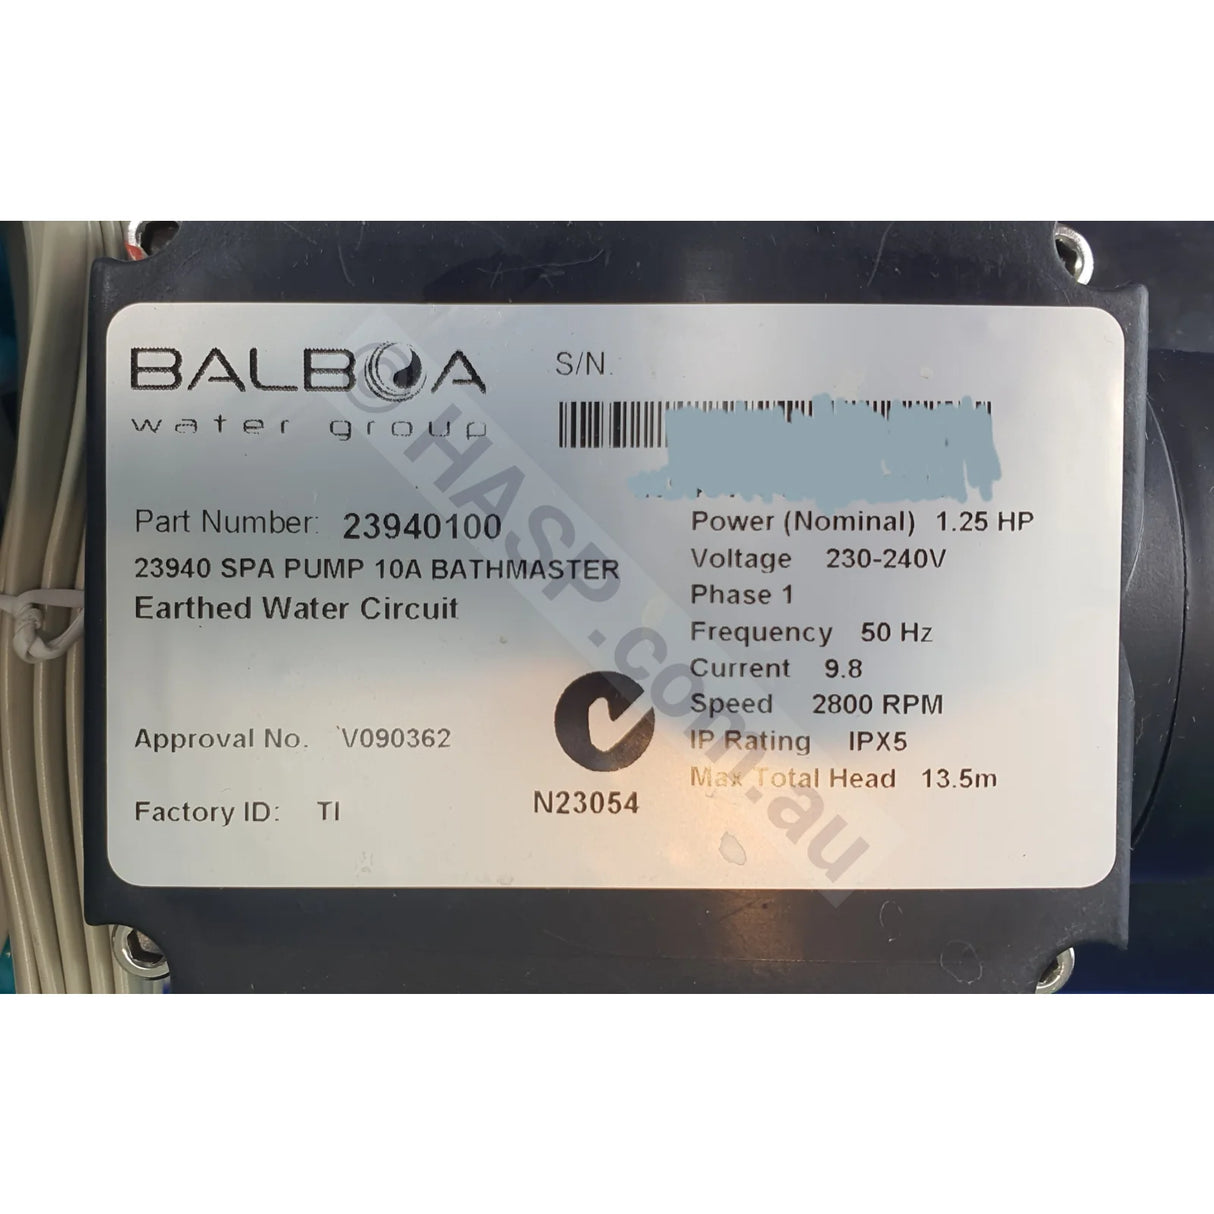 BALBOA
water group
S/N.
Part Number: 23940100
23940 SPA PUMP 10A BATHMASTER
Earthed Water Circuit
Approval No. V090362
Factory ID: TI
N23054
Power (Nominal) 1.25 HP
Voltage 230-240V
Phase 1
Frequency 50 Hz
Current 9.8
Speed 2800 RPM
IP Rating IPX5
Max Total Head 13.5m
© HASP.com.au